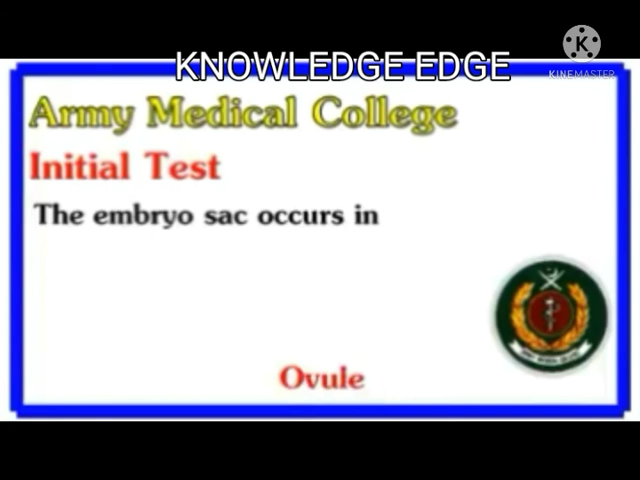 KNOWLEDGE EDGE
K
KINEMASTER
Army Medical College
Initial Test
The embryo sac occurs in
Ovule